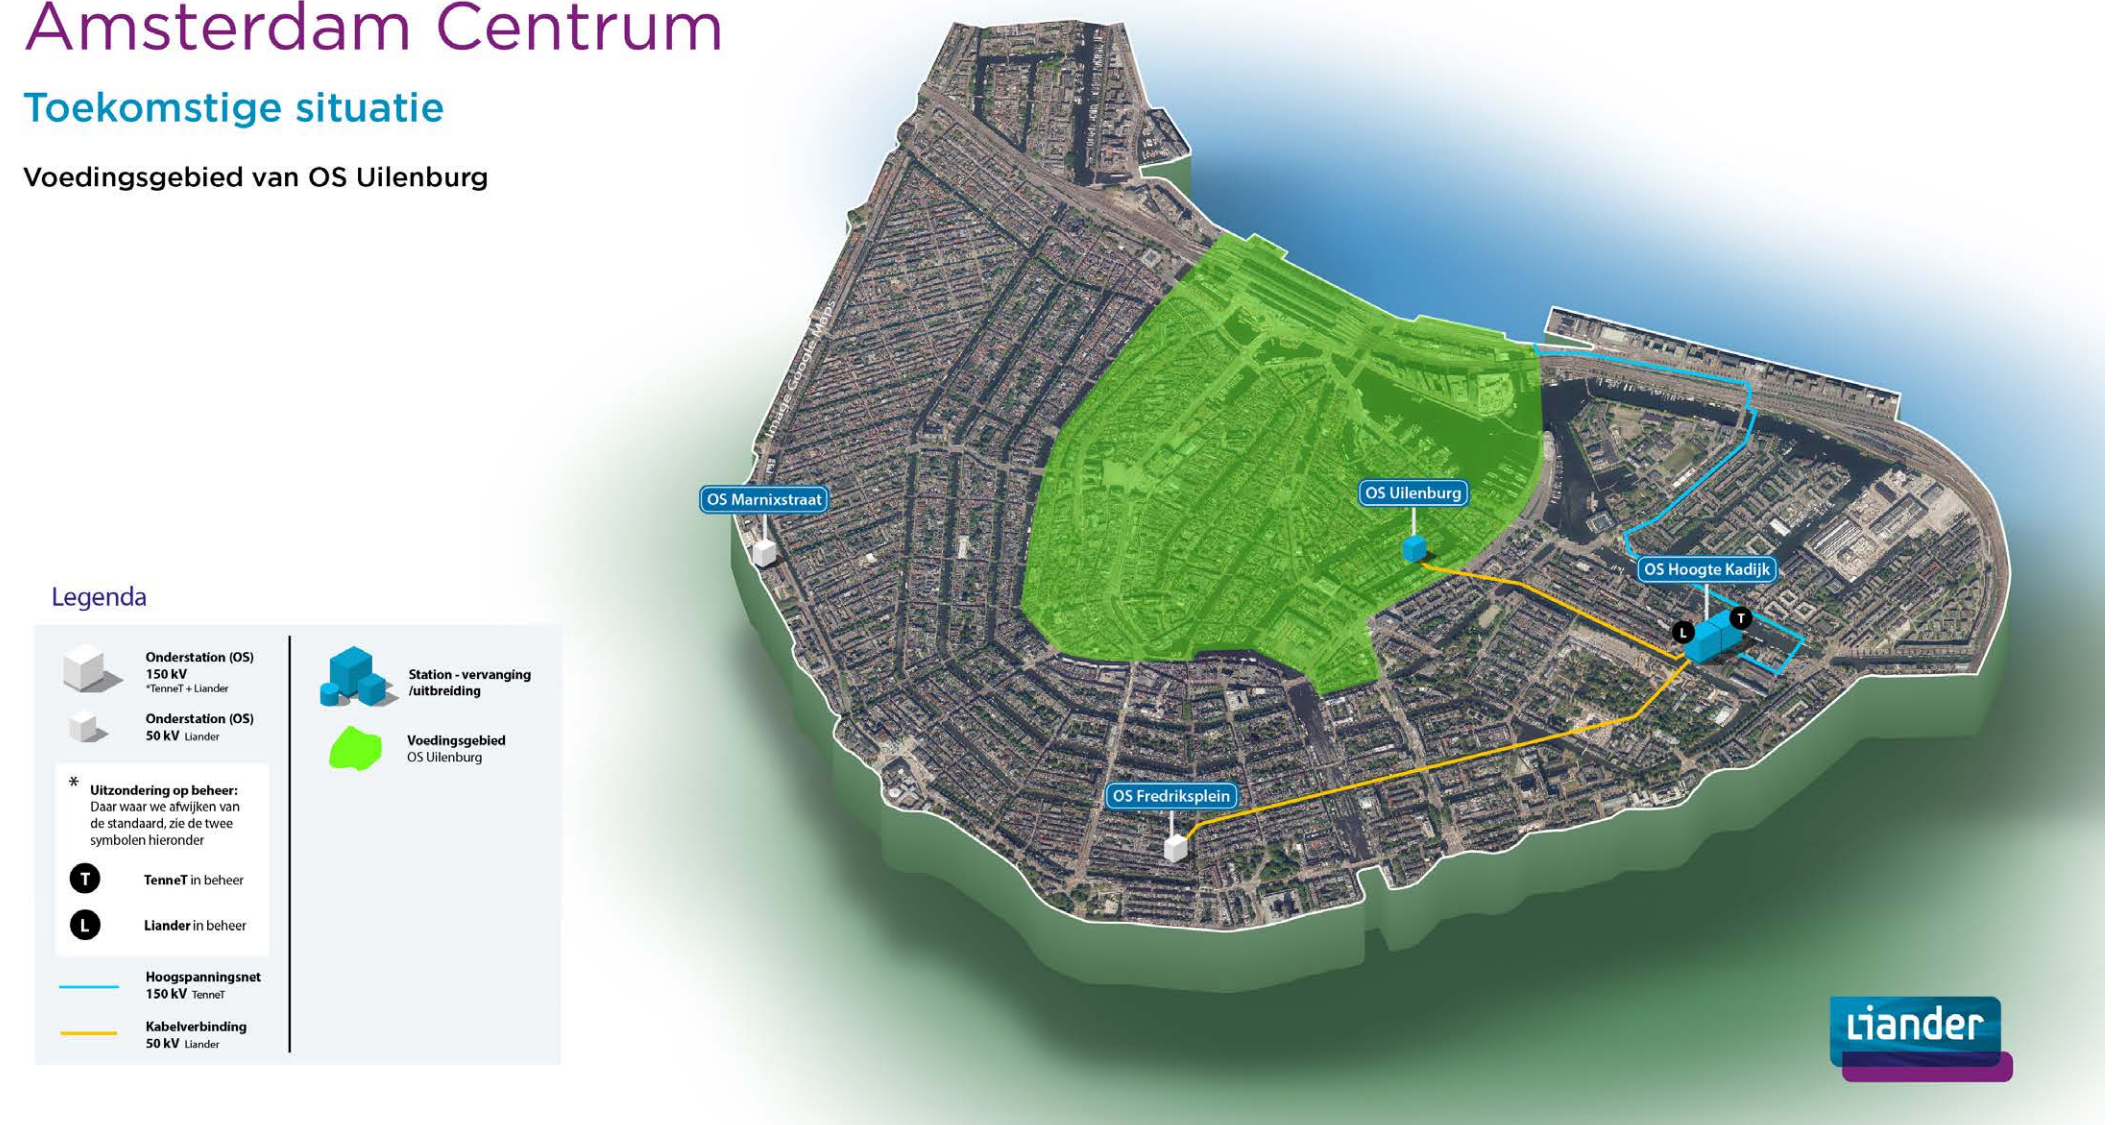 Amsterdam Centrum
Toekomstige situatie
Voedingsgebied van OS Uilenburg
Image Google Maps
OS Marnixstraat
OS Uilenburg
OS Hoogte Kadijk
L
T
OS Fredriksplein
Legenda
Onderstation (OS)
150 kV
*TenneT + Liander
Onderstation (OS)
50 kV Liander
* Uitzondering op beheer:
Daar waar we afwijken van
de standaard, zie de twee
symbolen hieronder
T TenneT in beheer
L Liander in beheer
Hoogspanningsnet
150 kV TenneT
Kabelverbinding
50 kV Liander
Station - vervanging
/uitbreiding
Voedingsgebied
OS Uilenburg
Liander